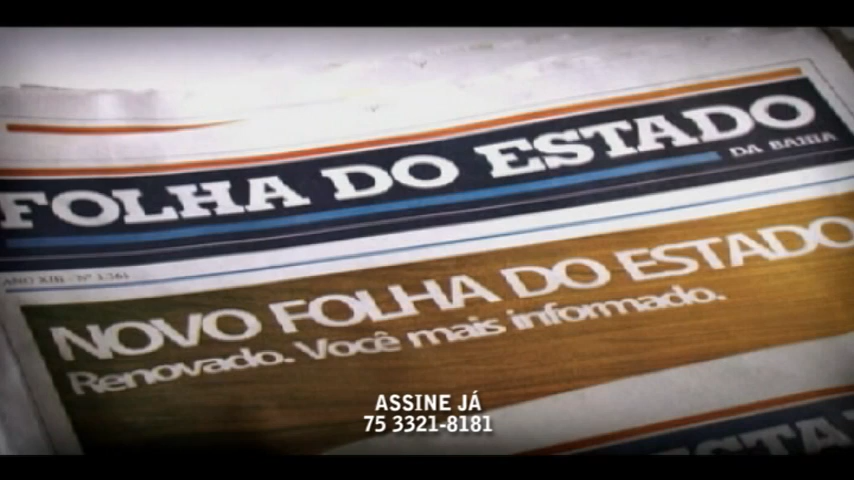 FOLHA DO ESTADO
DA BAHIA
NOVO FOLHA DO ESTADO
Renovado. Você mais informado.
ASSINE JÁ
75 3321-8181